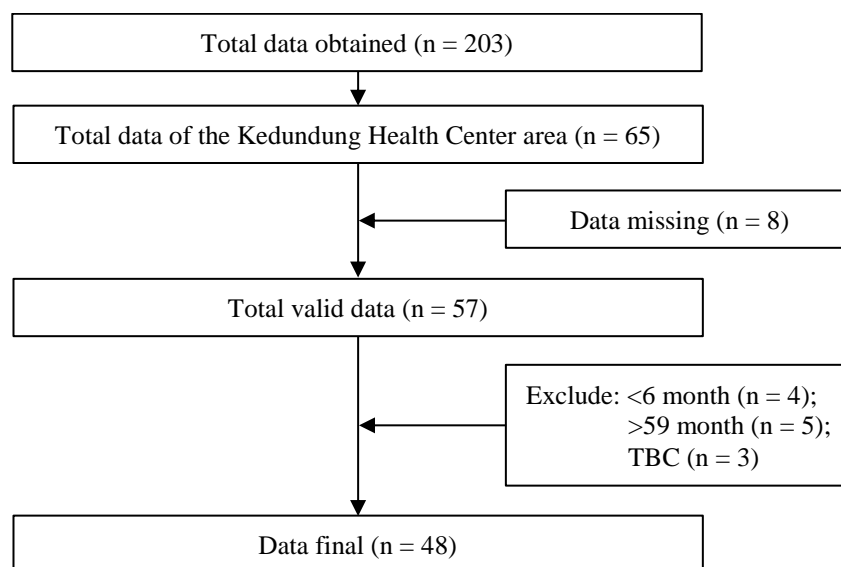 Total data obtained (n = 203)
Total data of the Kedundung Health Center area (n = 65)
Data missing (n = 8)
Total valid data (n = 57)
Exclude: <6 month (n = 4);
>59 month (n = 5);
TBC (n = 3)
Data final (n = 48)